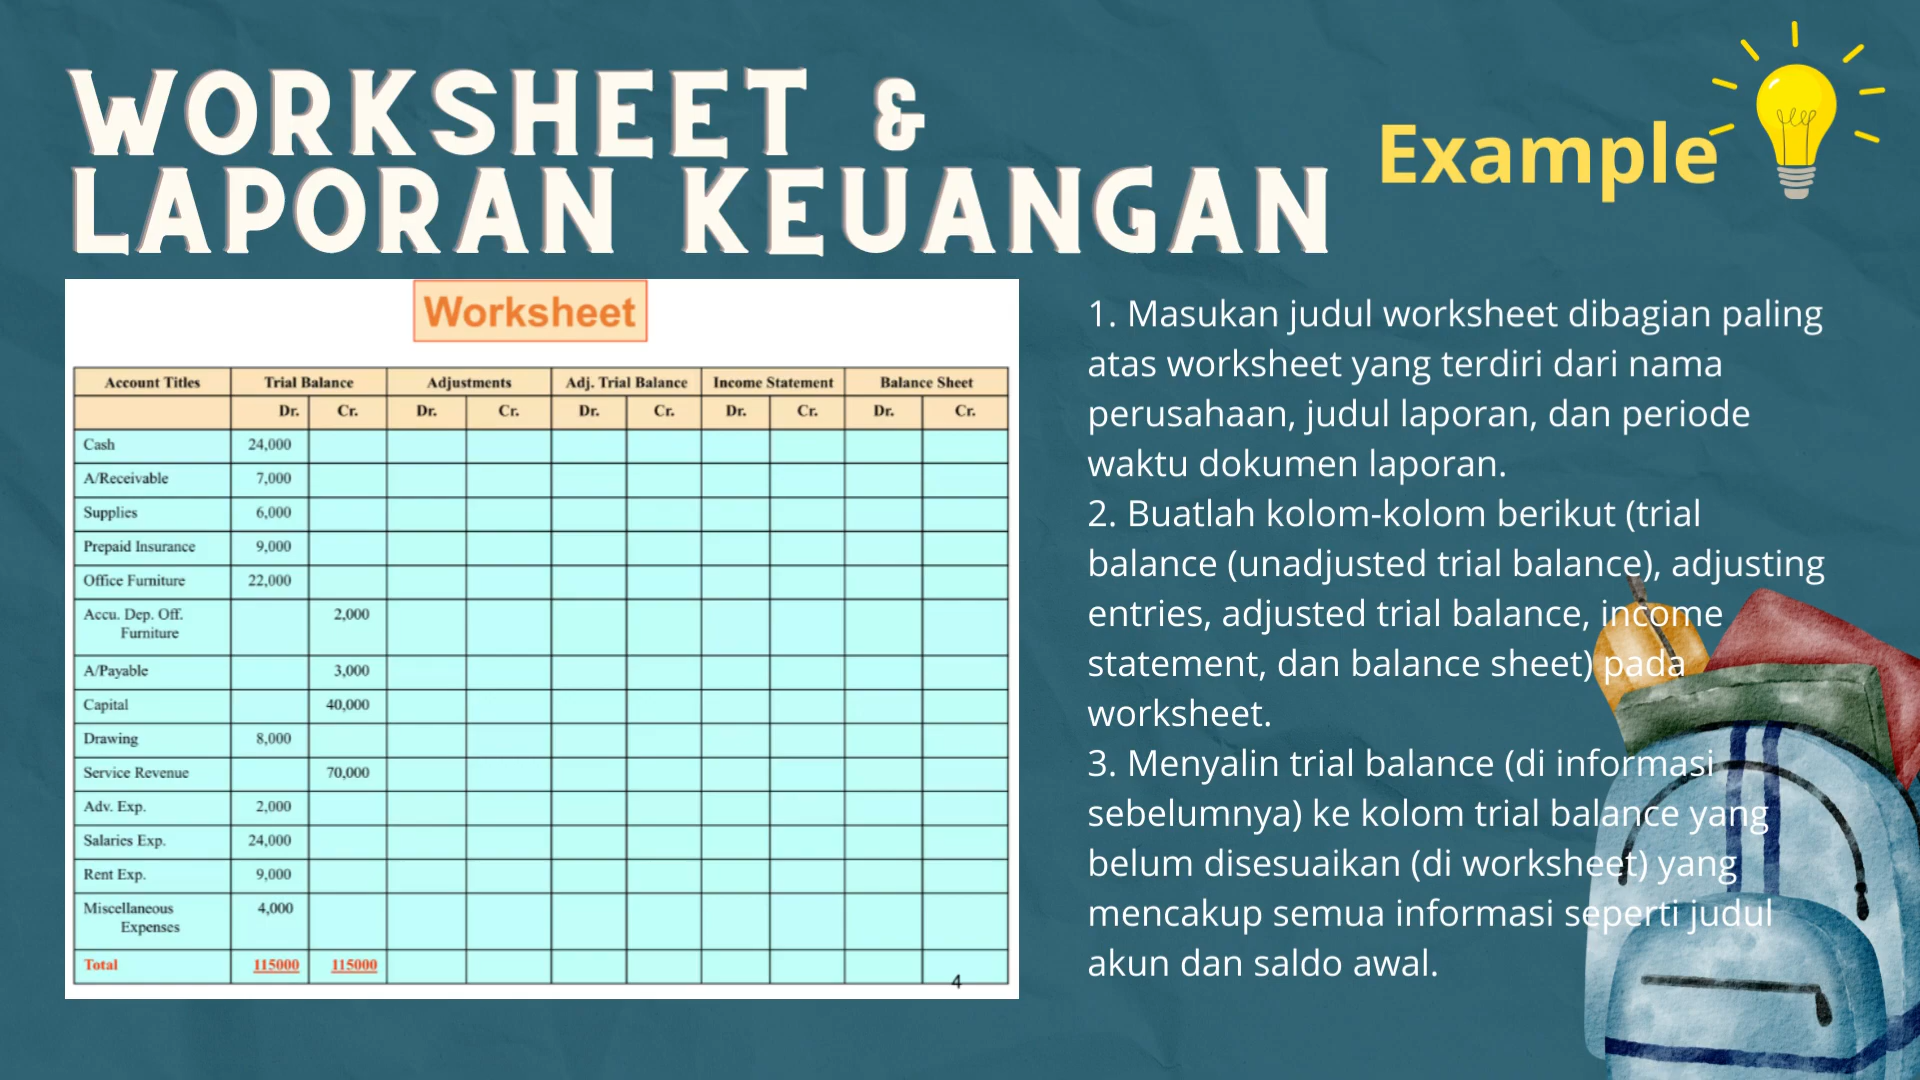 WORKSHEET &
LAPORAN KEUANGAN
Example
Worksheet
Account Titles Trial Balance Adjustments Adj. Trial Balance Income Statement Balance Sheet
Dr. Cr. Dr. Cr. Dr. Cr. Dr. Cr. Dr. Cr.
Cash 24,000
A/Receivable 7,000
Supplies 6,000
Prepaid Insurance 9,000
Office Furniture 22,000
Accu. Dep. Off. 2,000
Furniture
A/Payable 3,000
Capital 40,000
Drawing 8,000
Service Revenue 70,000
Adv. Exp. 2,000
Salaries Exp. 24,000
Rent Exp. 9,000
Miscellaneous 4,000
Expenses
Total 115000 115000
4
1. Masukan judul worksheet dibagian paling
atas worksheet yang terdiri dari nama
perusahaan, judul laporan, dan periode
waktu dokumen laporan.
2. Buatlah kolom-kolom berikut (trial
balance (unadjusted trial balance), adjusting
entries, adjusted trial balance, income
statement, dan balance sheet) pada
worksheet.
3. Menyalin trial balance (di informasi
sebelumnya) ke kolom trial balance yang
belum disesuaikan (di worksheet) yang
mencakup semua informasi seperti judul
akun dan saldo awal.